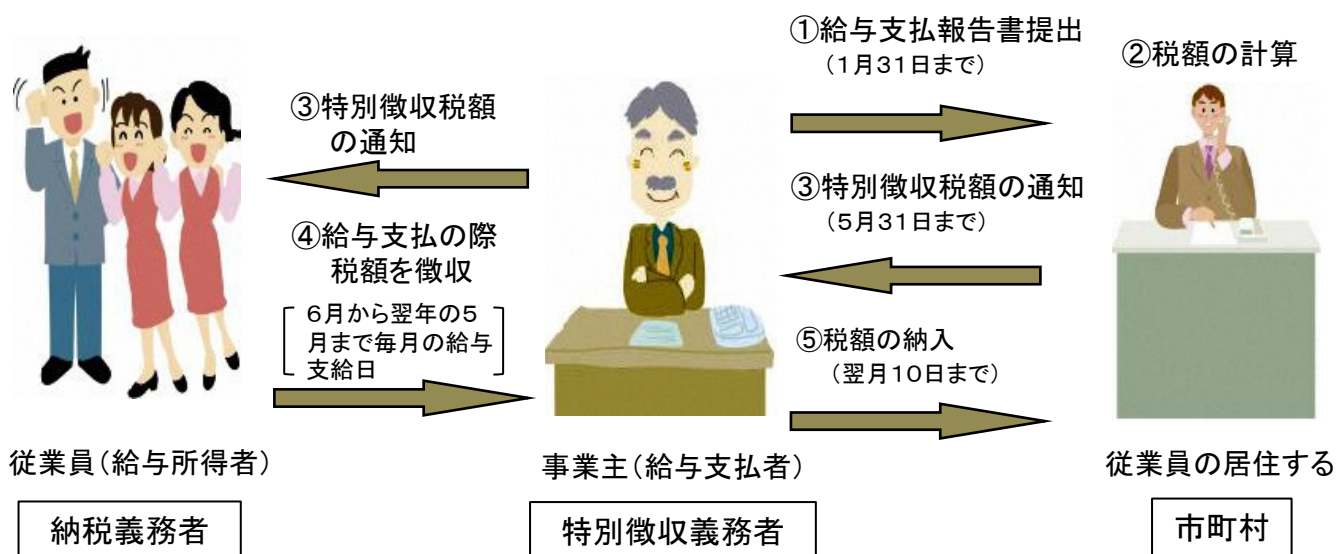 ①給与支払報告書提出
(1月31日まで)
②税額の計算
③特別徴収税額
の通知
③特別徴収税額の通知
(5月31日まで)
④給与支払の際
税額を徴収
6月から翌年の5
月まで毎月の給与
支給日
⑤税額の納入
(翌月10日まで)
従業員(給与所得者)
事業主(給与支払者)
従業員の居住する
納税義務者
特別徴収義務者
市町村